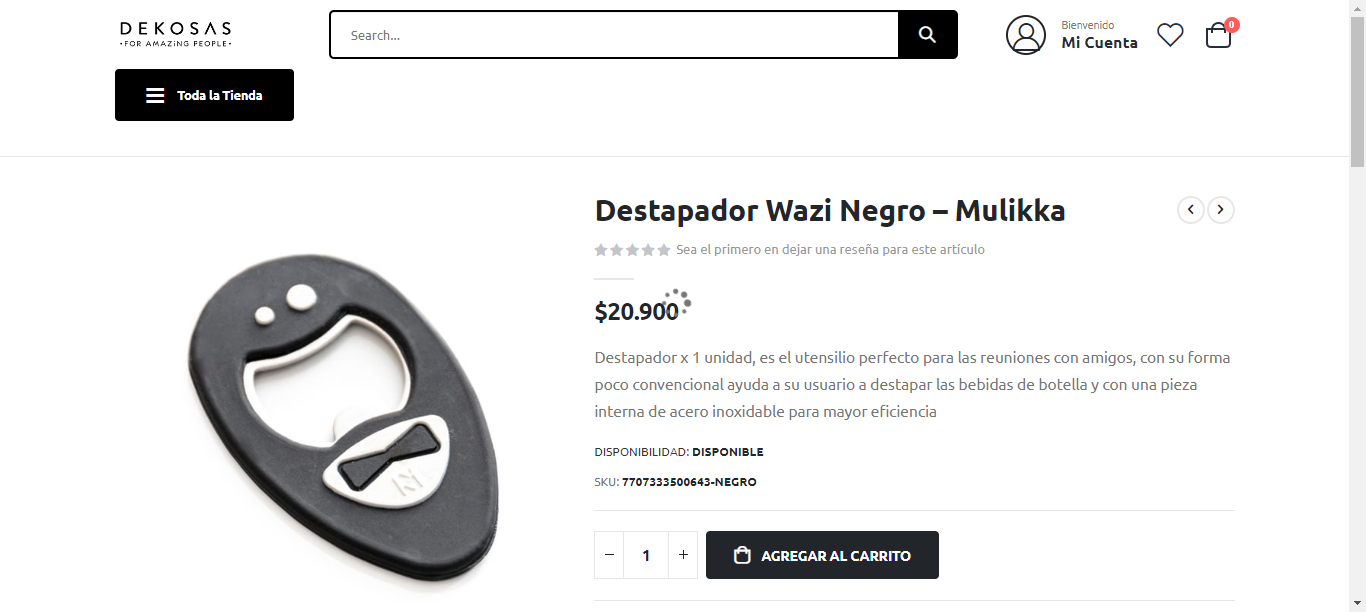 DEKOSAS
•FOR AMAZING PEOPLE•
Search...
Bienvenido
Mi Cuenta
0
Toda la Tienda
Destapador Wazi Negro – Mulikka
Sea el primero en dejar una reseña para este artículo
$20.900
Destapador x 1 unidad, es el utensilio perfecto para las reuniones con amigos, con su forma
poco convencional ayuda a su usuario a destapar las bebidas de botella y con una pieza
interna de acero inoxidable para mayor eficiencia
DISPONIBILIDAD: DISPONIBLE
SKU: 7707333500643-NEGRO
− 1 +
AGREGAR AL CARRITO